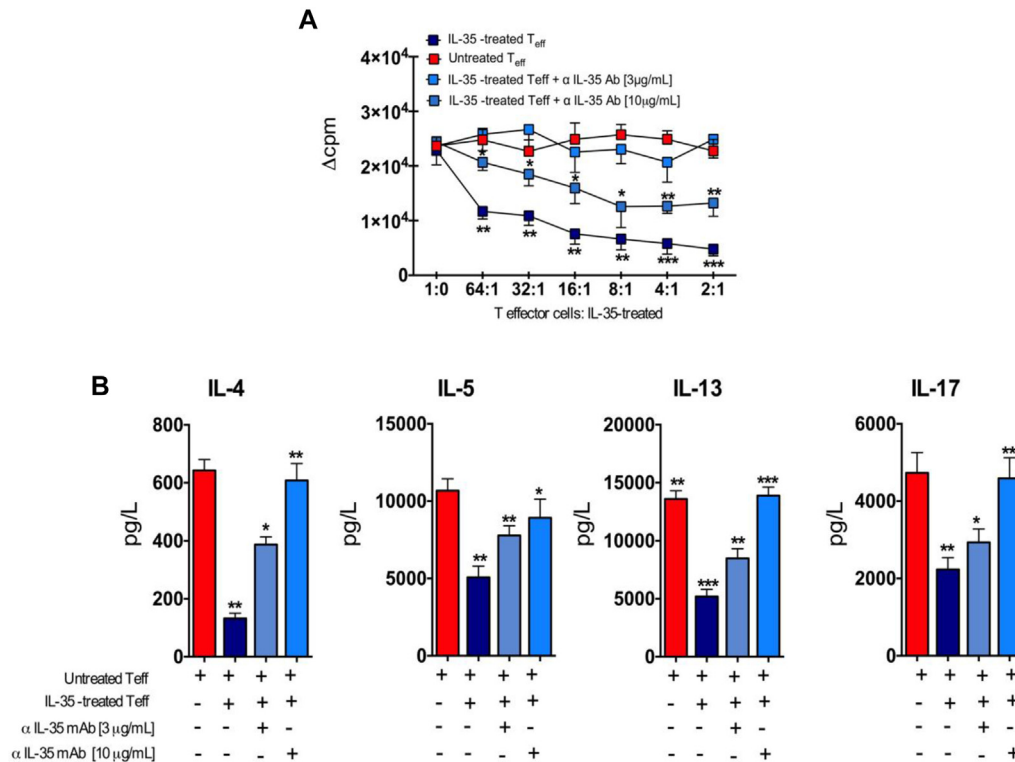 A
IL-35 -treated Teff
Untreated Teff
IL-35 -treated Teff + α IL-35 Ab [3μg/mL]
IL-35 -treated Teff + α IL-35 Ab [10μg/mL]
4×10⁴
3×10⁴
2×10⁴
1×10⁴
0
Δcpm
* * * * ** **
** ** ** ** *** ***
1:0 64:1 32:1 16:1 8:1 4:1 2:1
T effector cells: IL-35-treated
B
IL-4 IL-5 IL-13 IL-17
800 15000 20000 6000
600 10000 15000 4000
400 5000 10000 2000
200 0 5000 0
0 0
pg/L pg/L pg/L pg/L
** * **
** ** *
** *** ** ***
** * **
Untreated Teff + + + + + + + + + + + + + + + +
IL-35 -treated Teff - + + + - + + + - + + + - + + +
α IL-35 mAb [3 μg/mL] - - + - - - + - - - + - - - + -
α IL-35 mAb [10 μg/mL] - - - + - - - + - - - + - - - +